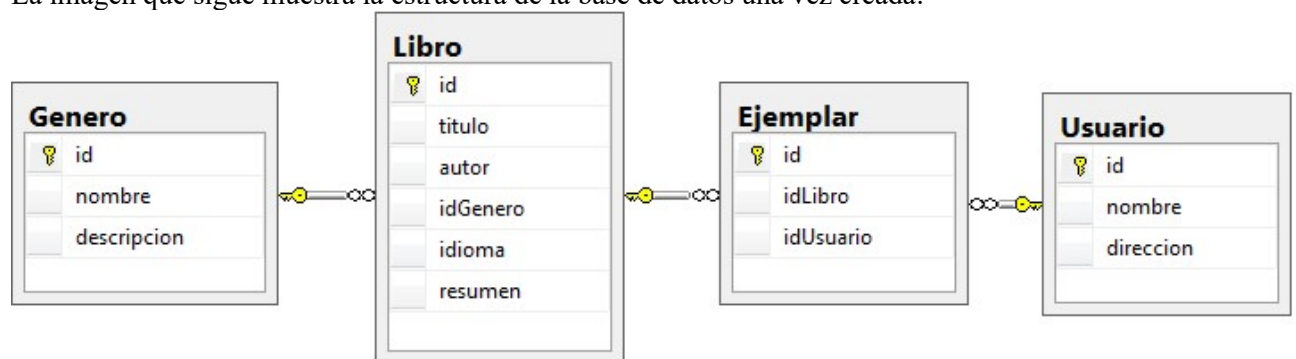 La imagen que sigue muestra la estructura de la base de datos una vez creada:
Genero
id
nombre
descripcion
Libro
id
titulo
autor
idGenero
idioma
resumen
Ejemplar
id
idLibro
idUsuario
Usuario
id
nombre
direccion